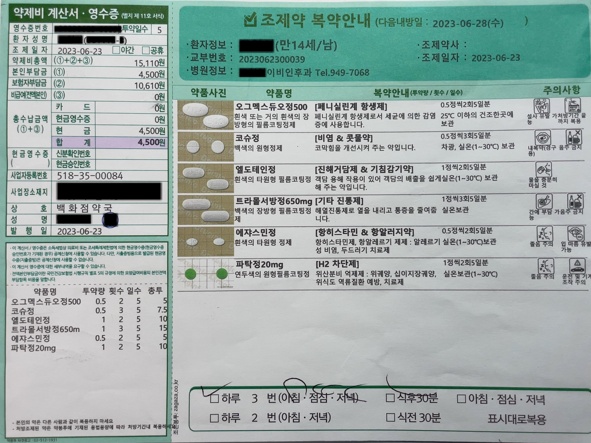 약제비 계산서·영수증 (별지 제11호 서식)
영수증번호 투약일수 5
환 자 성 명
조 제 일 자 2023-06-23 □야간 □공휴
약제비총액 (①+②+③) 15,110원
본인부담금 (①) 4,500원
보험자부담금 (②) 10,610원
(③) 0원
총수납금액 (①+③)
카 드 0원
현금영수증 0원
현 금 4,500원
합 계 4,500원
현금영수증
신분확인번호
현금승인번호
사업자등록번호 518-35-00084
사업장소재지
상 호 백화점약국
성 명
발 행 일 2023-06-23
의약품명 투약량 횟수 일수 총투
오그멕스듀오정500 0.5 2 5 5
코슈정 0.5 3 5 7.5
엘도테인정 1 2 5 10
트라몰서방정650m 1 3 5 15
에쟈스민정 0.5 2 5 5
파탁정20mg 1 2 5 10
조제약 복약안내 (다음내방일 : 2023-06-28(수) )
·환자정보 : (만14세/남)
·조제약사 :
·교부번호 2023062300039
·조제일자 : 2023-06-23
·병원정보 : 이비인후과 Tel.949-7068
약품사진 약품명 복약안내(투약량/횟수/일수) 주의사항
오그멕스듀오정500 [페니실린계 항생제] 0.5정씩2회5일분
흰색 또는 거의 흰색의 장방형의 필름코팅정제
페니실린계 항생제로서 세균에 의한 감염증에 사용합니다.
25℃ 이하의 건조한곳에 보관
코슈정 [비염 & 콧물약] 0.5정씩3회5일분
백색의 원형정제
코막힘을 개선시켜 주는 약입니다.
차광, 실온(1~30℃) 보관
엘도테인정 [진해거담제 & 기침감기약] 1정씩2회5일분
흰색의 타원형 필름코팅정제
객담 용해 작용이 있어 객담의 배출을 쉽게 해 주는 약입니다.
실온(1~30℃) 보관
트라몰서방정650mg [기타 진통제] 1정씩3회5일분
백색의 장방형 필름코팅정제
해열진통제로 열을 내리고 통증을 줄여줍니다.
실온보관
에쟈스민정 [항히스타민 & 항알러지약] 0.5정씩2회5일분
흰색의 타원형 정제
항히스타민제, 항알레르기 제제 : 알레르기성 비염, 두드러기 치료제
실온(1~30℃)보관
파탁정20mg [H2 차단제] 1정씩2회5일분
연두색의 원형필름코팅정
위산분비 억제제 : 위궤양, 십이지장궤양, 위식도 역류질환 예방, 치료제
실온(1~30℃)보관
□하루 3 번 (아침·점심·저녁) □식후30분 □아침·점심·저녁
□하루 2 번 (아침·점심·저녁) □식전 30분 표시대로복용